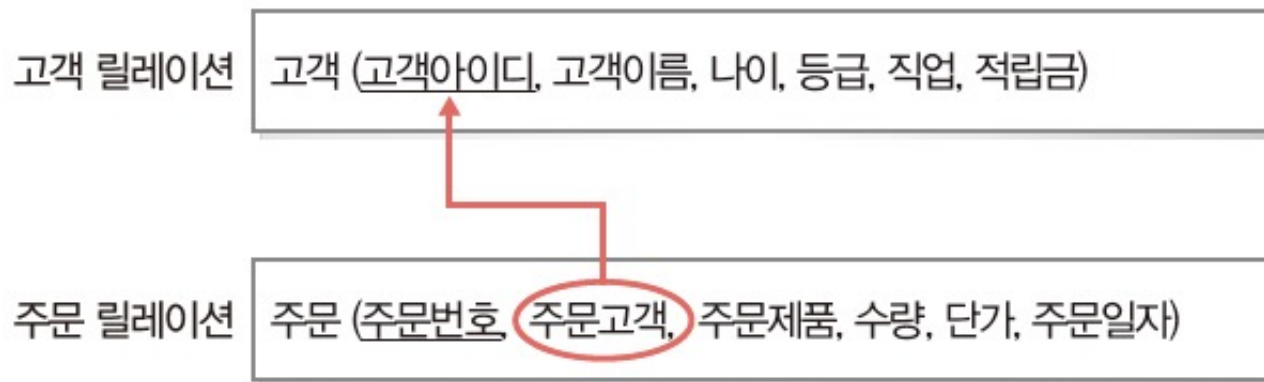 고객 릴레이션 고객 (고객아이디, 고객이름, 나이, 등급, 직업, 적립금)
주문 릴레이션 주문 (주문번호, 주문고객, 주문제품, 수량, 단가, 주문일자)